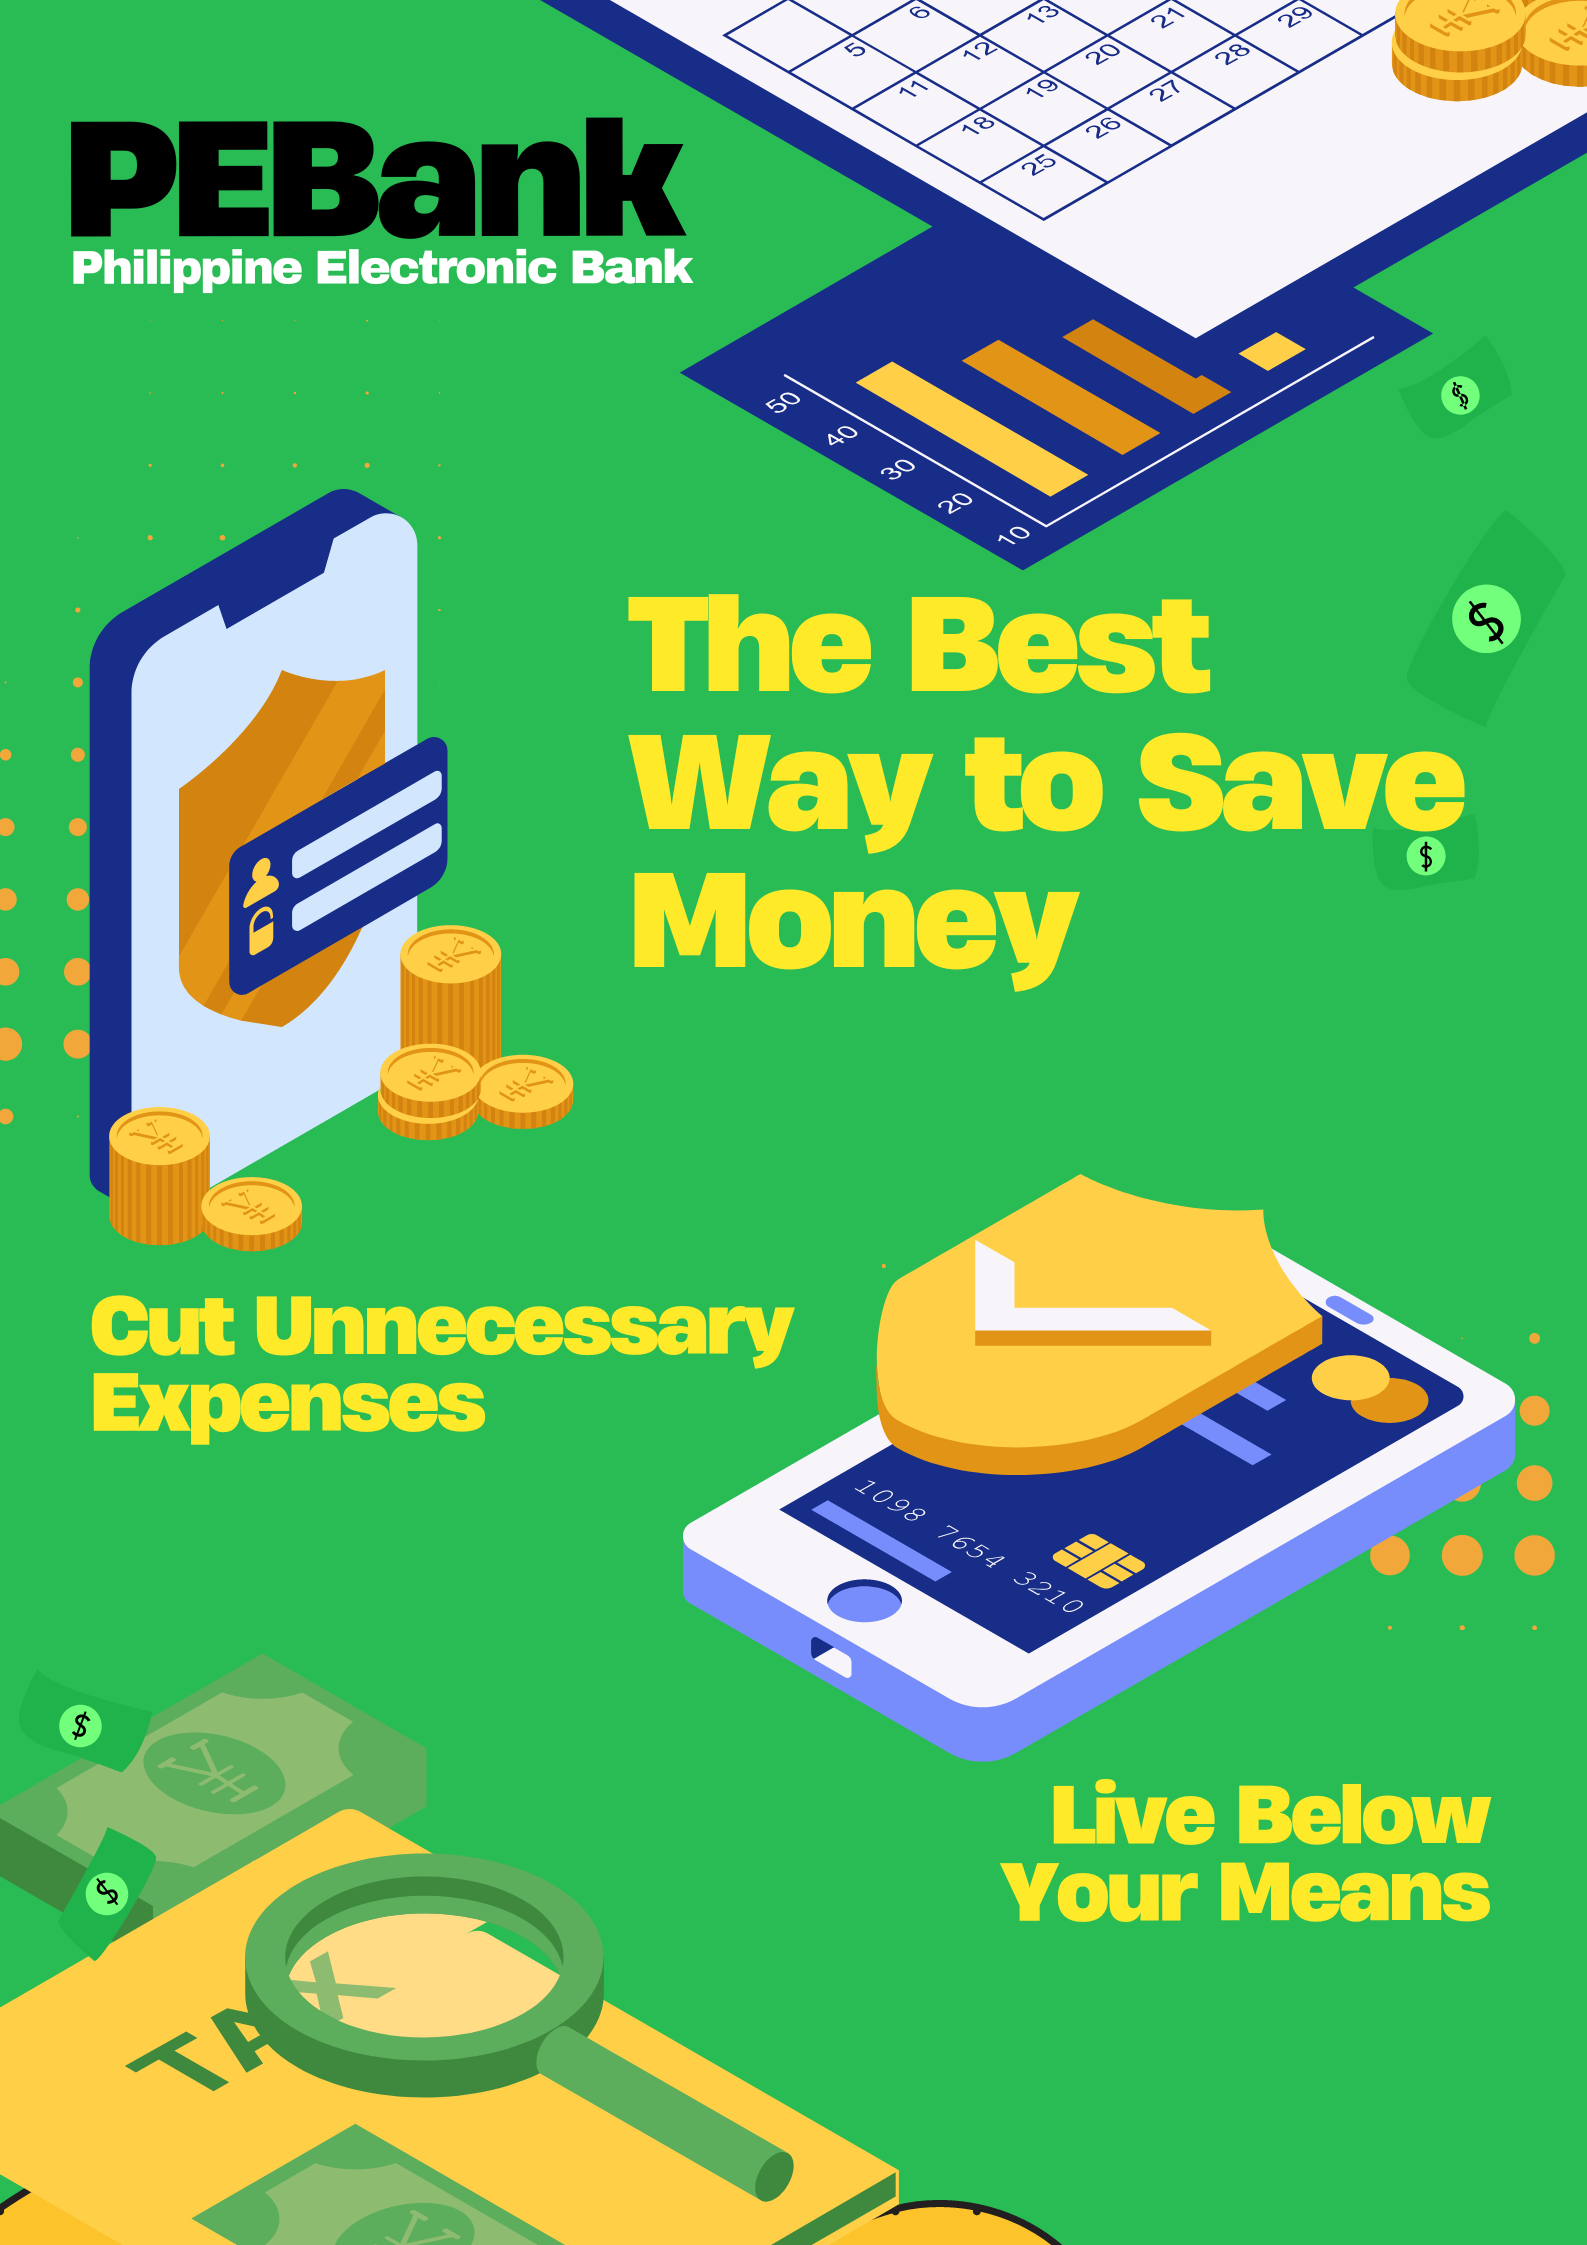 6 13 21 29
5 12 20 28
11 19 27
18 26
25
PEBank
Philippine Electronic Bank
50
40
30
20
10
$
$
The Best
Way to Save
Money
$
¥
¥
¥
¥
¥
¥
¥
Cut Unnecessary
Expenses
1098 7654 3210
$
¥
$
Live Below
Your Means
TAX
¥